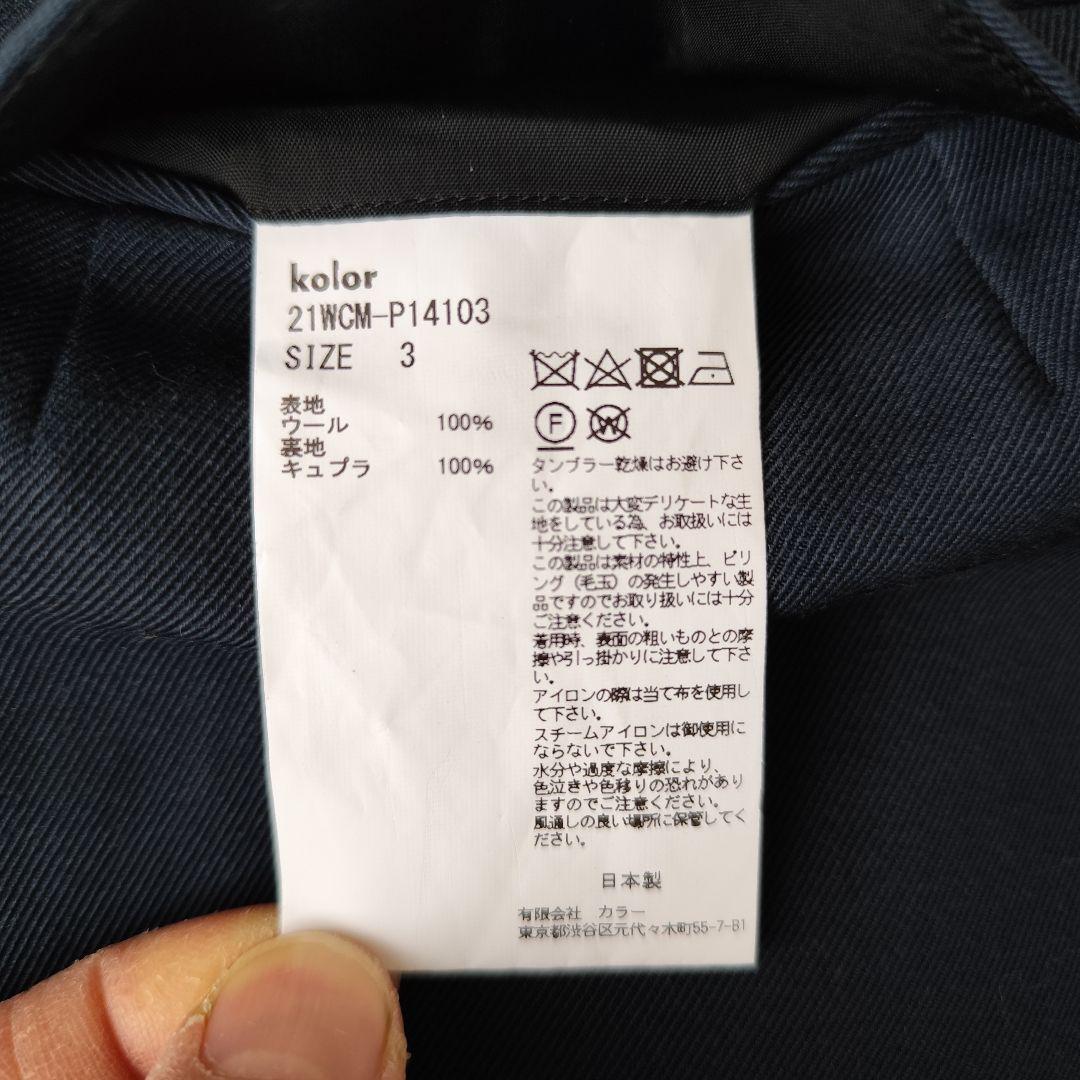 kolor
21WCM-P14103
SIZE 3
表地
ウール 100%
裏地
キュプラ 100%
F
W
タンブラー乾燥はお避け下さ
い。
この製品は大変デリケートな生
地をしている為、お取扱いには
十分注意して下さい。
この製品は素材の特性上、ピリ
ング(毛玉)の発生しやすい製
品ですのでお取り扱いには十分
ご注意ください。
着用時、表面の粗いものとの摩
擦や引っ掛かりに注意して下さ
い。
アイロンの際は当て布を使用し
て下さい。
スチームアイロンは御使用に
ならないで下さい。
水分や過度な摩擦により、
色泣きや色移りの恐れがあり
ますのでご注意ください。
風通しの良い場所に保管してく
ださい。
日本製
有限会社 カラー
東京都渋谷区元代々木町55-7-B1